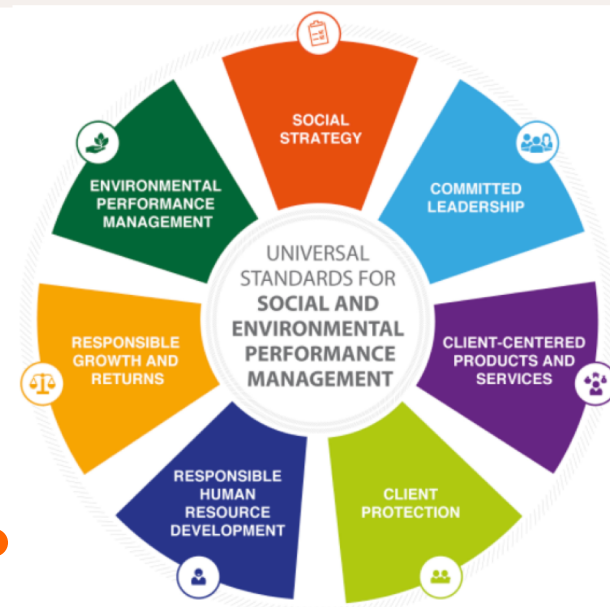 SOCIAL
STRATEGY
COMMITTED
LEADERSHIP
CLIENT-CENTERED
PRODUCTS AND
SERVICES
CLIENT
PROTECTION
RESPONSIBLE
HUMAN
RESOURCE
DEVELOPMENT
RESPONSIBLE
GROWTH AND
RETURNS
ENVIRONMENTAL
PERFORMANCE
MANAGEMENT
UNIVERSAL
STANDARDS FOR
SOCIAL AND
ENVIRONMENTAL
PERFORMANCE
MANAGEMENT